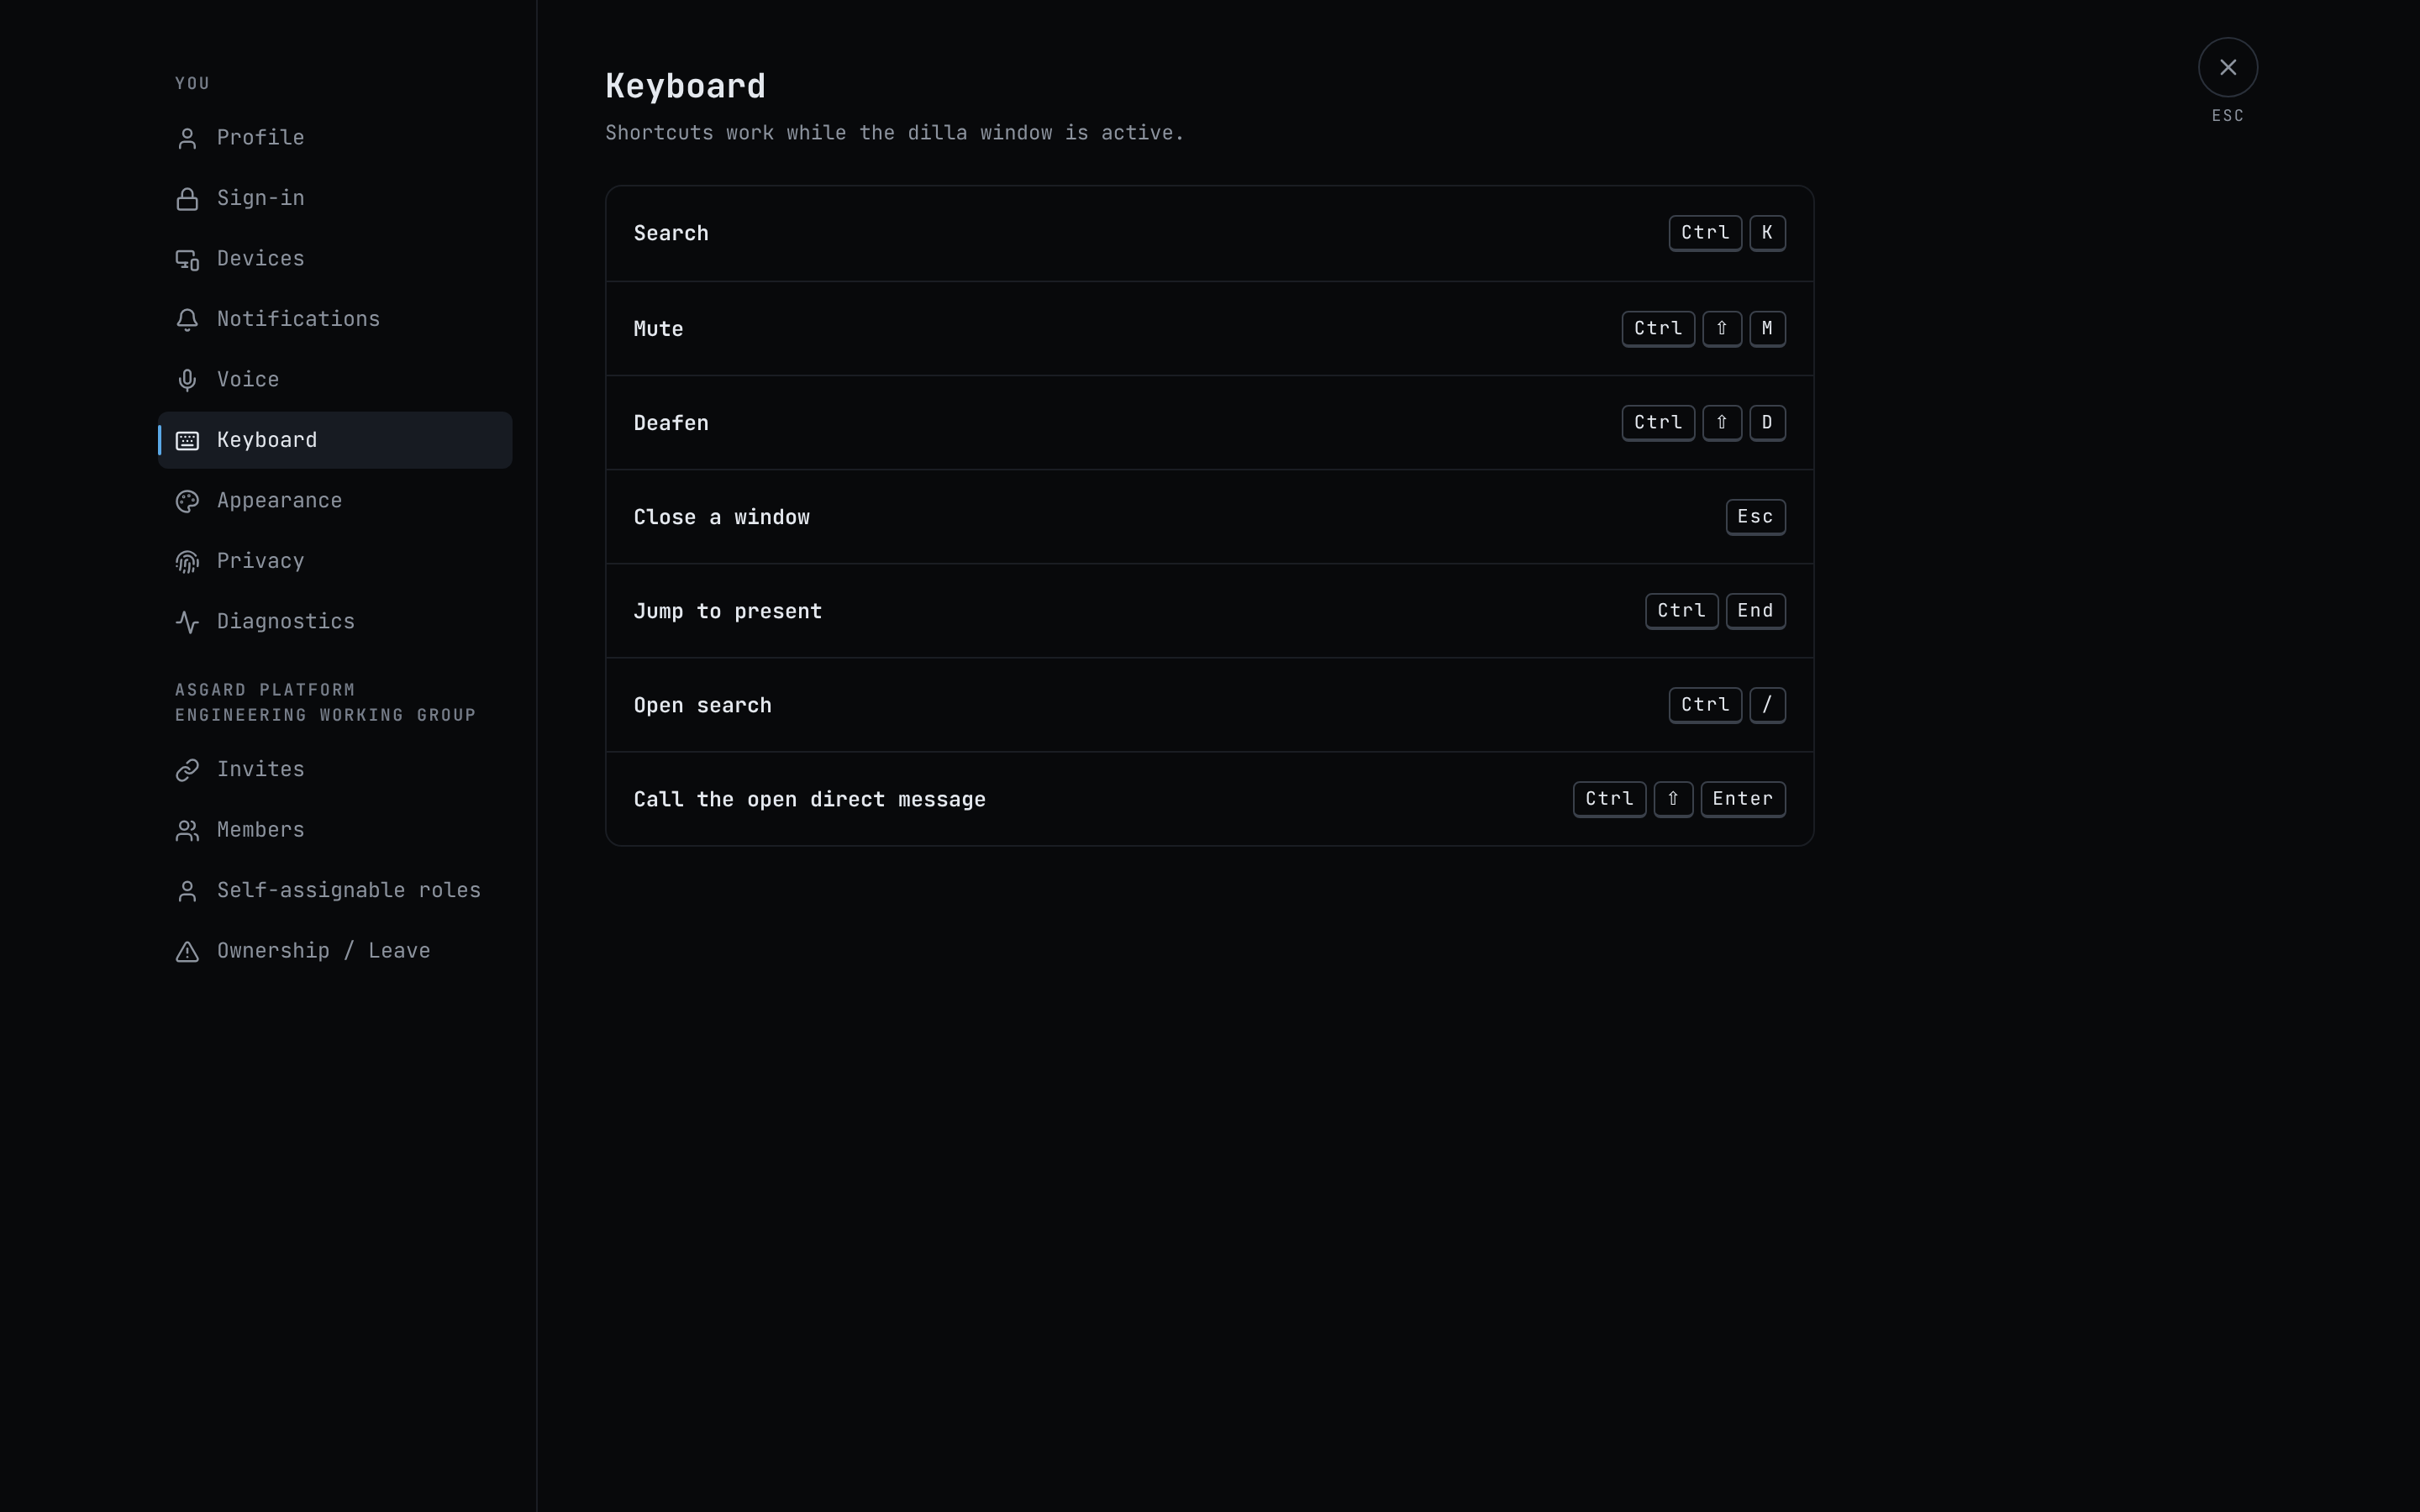 YOU
Profile
Sign-in
Devices
Notifications
Voice
Keyboard
Appearance
Privacy
Diagnostics
ASGARD PLATFORM
ENGINEERING WORKING GROUP
Invites
Members
Self-assignable roles
Ownership / Leave
Keyboard
Shortcuts work while the dilla window is active.
Search Ctrl K
Mute Ctrl ⇧ M
Deafen Ctrl ⇧ D
Close a window Esc
Jump to present Ctrl End
Open search Ctrl /
Call the open direct message Ctrl ⇧ Enter
ESC